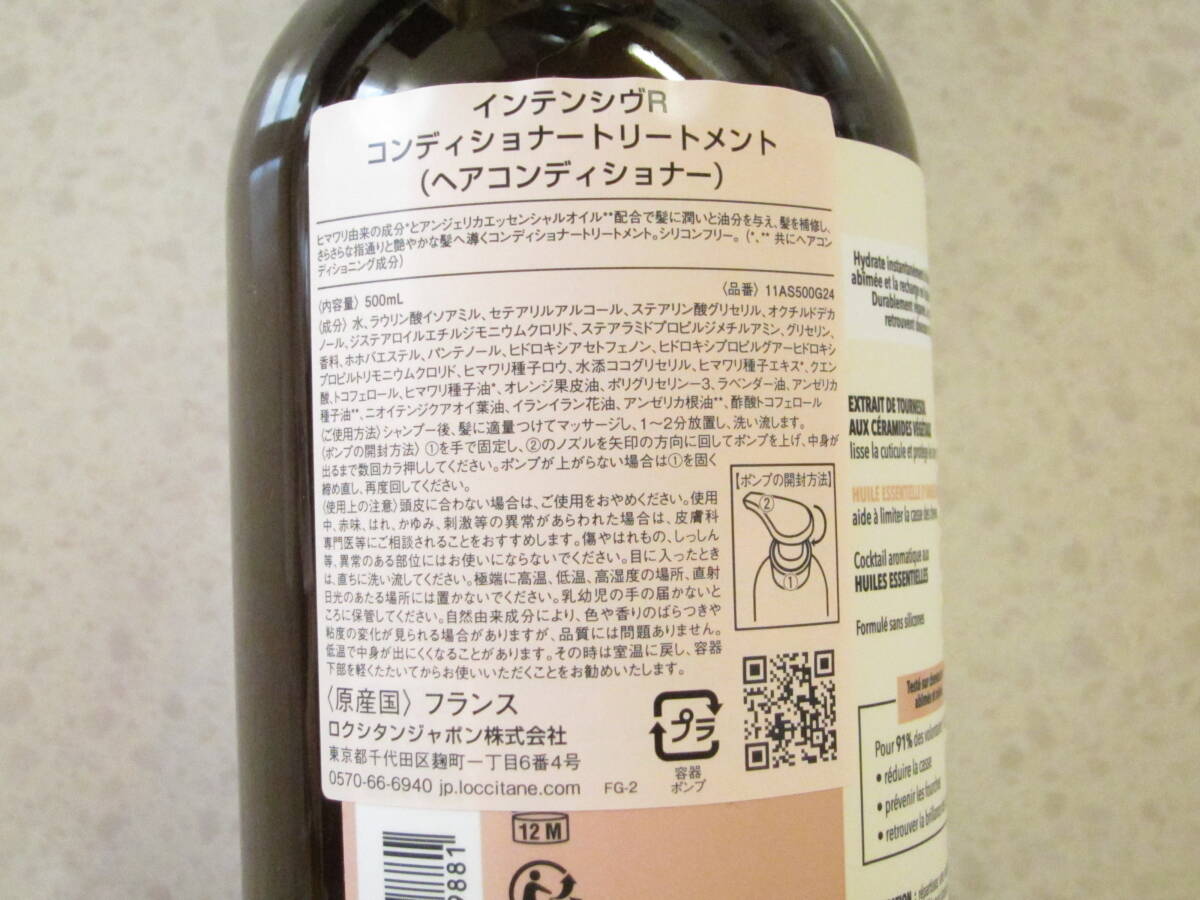 インテンシヴR
コンディショナートリートメント
(ヘアコンディショナー)
ヒマワリ由来の成分*とアンジェリカエッセンシャルオイル**配合で髪に潤いと油分を与え、髪を補修し、
さらさらな指通りと艶やかな髪へ導くコンディショナートリートメント。シリコンフリー。(*、** 共にヘアコン
ディショニング成分)
〈内容量〉 500mL 〈品番〉 11AS500G24
〈成分〉水、ラウリン酸イソアミル、セテアリルアルコール、ステアリン酸グリセリル、オクチルドデカ
ノール、ジステアロイルエチルジモニウムクロリド、ステアラミドプロピルジメチルアミン、グリセリン、
香料、ホホバエステル、パンテノール、ヒドロキシアセトフェノン、ヒドロキシプロピルグアーヒドロキシ
プロピルトリモニウムクロリド、ヒマワリ種子ロウ、水添ココグリセリル、ヒマワリ種子エキス*、クエン
酸、トコフェロール、ヒマワリ種子油*、オレンジ果皮油、ポリグリセリン-3、ラベンダー油、アンゼリカ
種子油**、ニオイテンジクアオイ葉油、イランイラン花油、アンゼリカ根油**、酢酸トコフェロール
〈ご使用方法〉シャンプー後、髪に適量つけてマッサージし、1～2分放置し、洗い流します。
〈ポンプの開封方法〉①を手で固定し、②のノズルを矢印の方向に回してポンプを上げ、中身が
出るまで数回カラ押ししてください。ポンプが上がらない場合は①を固く
締め直し、再度回してください。
〈使用上の注意〉頭皮に合わない場合は、ご使用をおやめください。使用
中、赤味、はれ、かゆみ、刺激等の異常があらわれた場合は、皮膚科
専門医等にご相談されることをおすすめします。傷やはれもの、しっしん
等、異常のある部位にはお使いにならないでください。目に入ったとき
は、直ちに洗い流してください。極端に高温、低温、高湿度の場所、直射
日光のあたる場所には置かないでください。乳幼児の手の届かないと
ころに保管してください。自然由来成分により、色や香りのばらつきや
粘度の変化が見られる場合がありますが、品質には問題ありません。
低温で中身が出にくくなることがあります。その時は室温に戻し、容器
下部を軽くたたいてからお使いいただくことをお勧めいたします。
【ポンプの開封方法】
②
①
〈原産国〉 フランス
ロクシタンジャポン株式会社
東京都千代田区麹町一丁目6番4号
0570-66-6940 jp.loccitane.com FG-2
プラ
容器
ポンプ
12 M
9881
Hydrate instantanément
abîmée et la recharge en
Durablement
retrouvent
EXTRAIT DE TOURNESOL
AUX CÉRAMIDES
lisse la cuticule et protège
HUILE ESSENTIELLE
aide à limiter la casse des
Cocktail aromatique aux
HUILES ESSENTIELLES
Formulé sans silicones
Testé sur
Pour 91% des
• réduire la casse
• prévenir les fourches
• retrouver la brillance